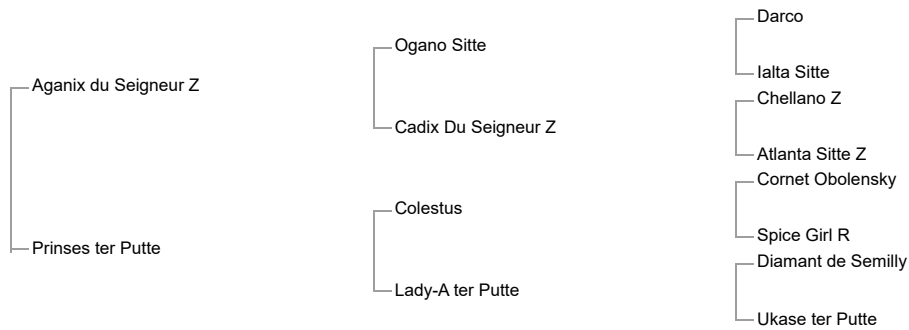 Darco
Ogano Sitte
Ialta Sitte
Aganix du Seigneur Z
Chellano Z
Cadix Du Seigneur Z
Atlanta Sitte Z
Cornet Obolensky
Colestus
Spice Girl R
Prinses ter Putte
Diamant de Semilly
Lady-A ter Putte
Ukase ter Putte